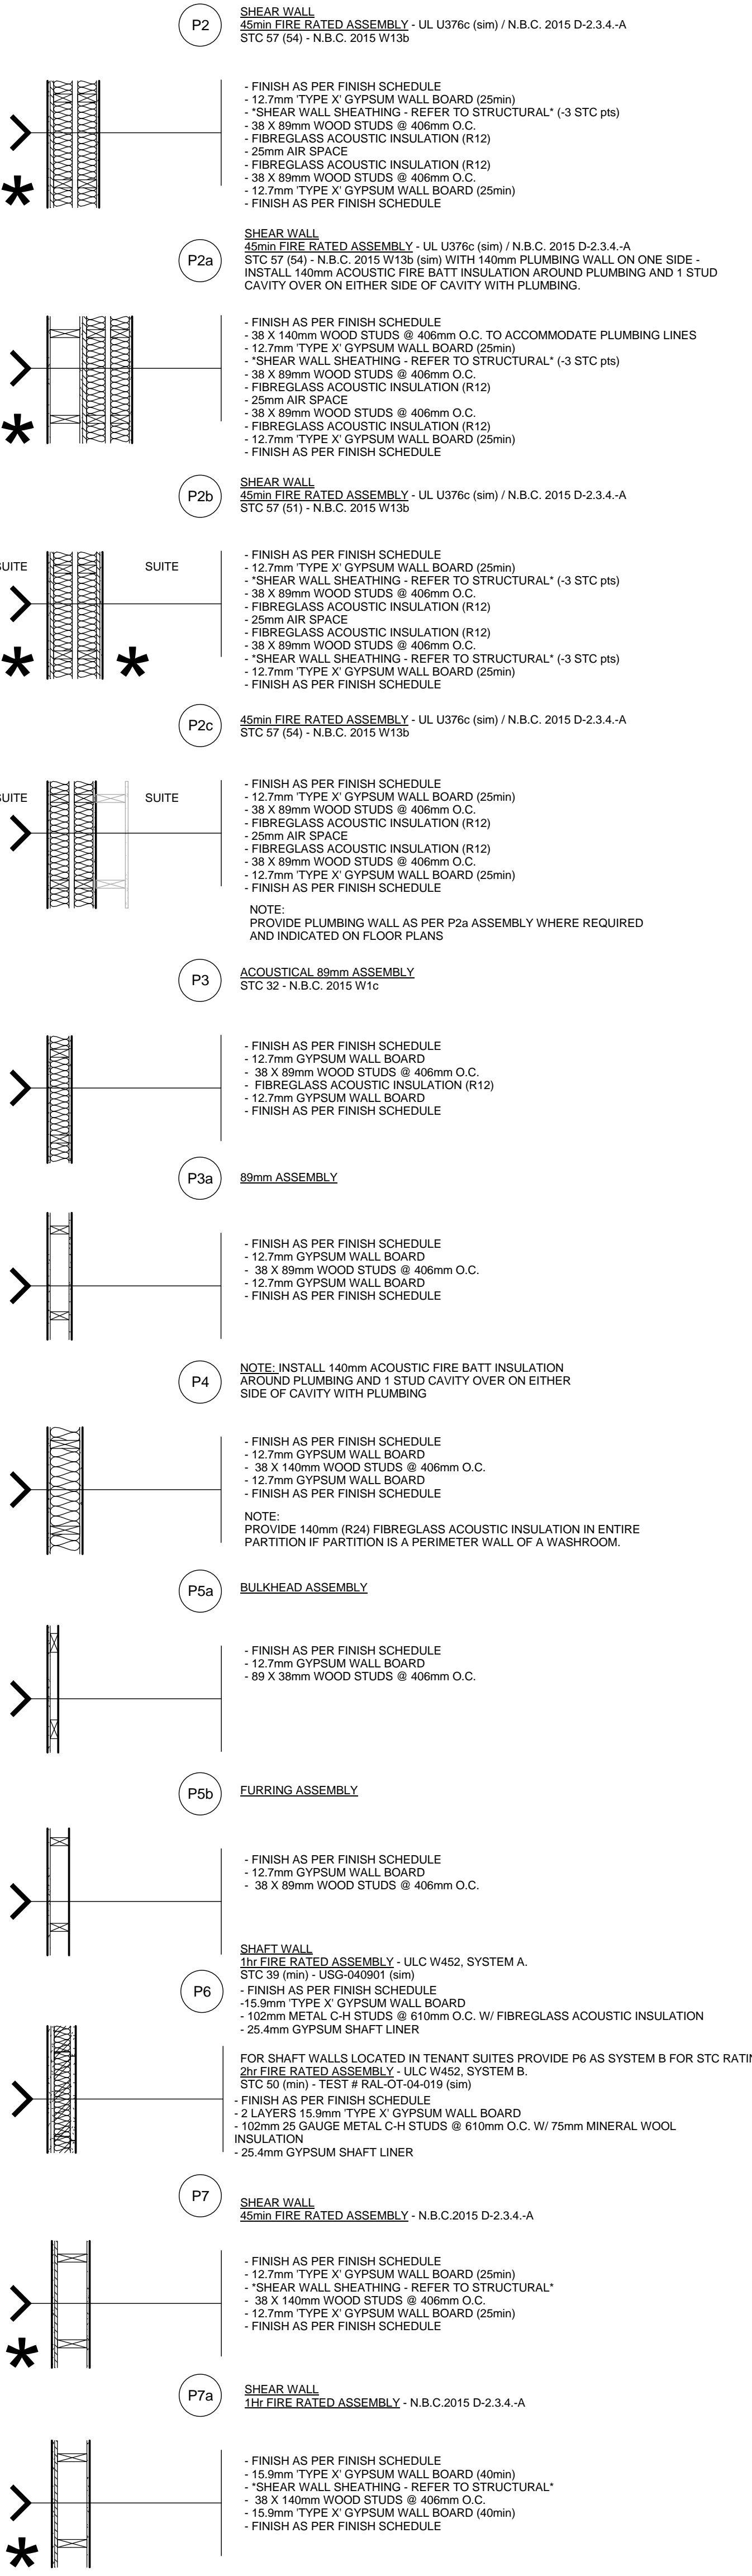 P2
SHEAR WALL
45min FIRE RATED ASSEMBLY - UL U376c (sim) / N.B.C. 2015 D-2.3.4.-A
STC 57 (54) - N.B.C. 2015 W13b
- FINISH AS PER FINISH SCHEDULE
- 12.7mm 'TYPE X' GYPSUM WALL BOARD (25min)
- *SHEAR WALL SHEATHING - REFER TO STRUCTURAL* (-3 STC pts)
- 38 X 89mm WOOD STUDS @ 406mm O.C.
- FIBREGLASS ACOUSTIC INSULATION (R12)
- 25mm AIR SPACE
- FIBREGLASS ACOUSTIC INSULATION (R12)
- 38 X 89mm WOOD STUDS @ 406mm O.C.
- 12.7mm 'TYPE X' GYPSUM WALL BOARD (25min)
- FINISH AS PER FINISH SCHEDULE
*
P2a
SHEAR WALL
45min FIRE RATED ASSEMBLY - UL U376c (sim) / N.B.C. 2015 D-2.3.4.-A
STC 57 (54) - N.B.C. 2015 W13b (sim) WITH 140mm PLUMBING WALL ON ONE SIDE -
INSTALL 140mm ACOUSTIC FIRE BATT INSULATION AROUND PLUMBING AND 1 STUD
CAVITY OVER ON EITHER SIDE OF CAVITY WITH PLUMBING.
- FINISH AS PER FINISH SCHEDULE
- 38 X 140mm WOOD STUDS @ 406mm O.C. TO ACCOMMODATE PLUMBING LINES
- 12.7mm 'TYPE X' GYPSUM WALL BOARD (25min)
- *SHEAR WALL SHEATHING - REFER TO STRUCTURAL* (-3 STC pts)
- 38 X 89mm WOOD STUDS @ 406mm O.C.
- FIBREGLASS ACOUSTIC INSULATION (R12)
- 25mm AIR SPACE
- 38 X 89mm WOOD STUDS @ 406mm O.C.
- FIBREGLASS ACOUSTIC INSULATION (R12)
- 12.7mm 'TYPE X' GYPSUM WALL BOARD (25min)
- FINISH AS PER FINISH SCHEDULE
*
P2b
SHEAR WALL
45min FIRE RATED ASSEMBLY - UL U376c (sim) / N.B.C. 2015 D-2.3.4.-A
STC 57 (51) - N.B.C. 2015 W13b
SUITE SUITE
- FINISH AS PER FINISH SCHEDULE
- 12.7mm 'TYPE X' GYPSUM WALL BOARD (25min)
- *SHEAR WALL SHEATHING - REFER TO STRUCTURAL* (-3 STC pts)
- 38 X 89mm WOOD STUDS @ 406mm O.C.
- FIBREGLASS ACOUSTIC INSULATION (R12)
- 25mm AIR SPACE
- FIBREGLASS ACOUSTIC INSULATION (R12)
- 38 X 89mm WOOD STUDS @ 406mm O.C.
- *SHEAR WALL SHEATHING - REFER TO STRUCTURAL* (-3 STC pts)
- 12.7mm 'TYPE X' GYPSUM WALL BOARD (25min)
- FINISH AS PER FINISH SCHEDULE
* *
P2c
45min FIRE RATED ASSEMBLY - UL U376c (sim) / N.B.C. 2015 D-2.3.4.-A
STC 57 (54) - N.B.C. 2015 W13b
SUITE SUITE
- FINISH AS PER FINISH SCHEDULE
- 12.7mm 'TYPE X' GYPSUM WALL BOARD (25min)
- 38 X 89mm WOOD STUDS @ 406mm O.C.
- FIBREGLASS ACOUSTIC INSULATION (R12)
- 25mm AIR SPACE
- FIBREGLASS ACOUSTIC INSULATION (R12)
- 38 X 89mm WOOD STUDS @ 406mm O.C.
- 12.7mm 'TYPE X' GYPSUM WALL BOARD (25min)
- FINISH AS PER FINISH SCHEDULE
NOTE:
PROVIDE PLUMBING WALL AS PER P2a ASSEMBLY WHERE REQUIRED
AND INDICATED ON FLOOR PLANS
P3
ACOUSTICAL 89mm ASSEMBLY
STC 32 - N.B.C. 2015 W1c
- FINISH AS PER FINISH SCHEDULE
- 12.7mm GYPSUM WALL BOARD
- 38 X 89mm WOOD STUDS @ 406mm O.C.
- FIBREGLASS ACOUSTIC INSULATION (R12)
- 12.7mm GYPSUM WALL BOARD
- FINISH AS PER FINISH SCHEDULE
P3a
89mm ASSEMBLY
- FINISH AS PER FINISH SCHEDULE
- 12.7mm GYPSUM WALL BOARD
- 38 X 89mm WOOD STUDS @ 406mm O.C.
- 12.7mm GYPSUM WALL BOARD
- FINISH AS PER FINISH SCHEDULE
P4
NOTE: INSTALL 140mm ACOUSTIC FIRE BATT INSULATION
AROUND PLUMBING AND 1 STUD CAVITY OVER ON EITHER
SIDE OF CAVITY WITH PLUMBING
- FINISH AS PER FINISH SCHEDULE
- 12.7mm GYPSUM WALL BOARD
- 38 X 140mm WOOD STUDS @ 406mm O.C.
- 12.7mm GYPSUM WALL BOARD
- FINISH AS PER FINISH SCHEDULE
NOTE:
PROVIDE 140mm (R24) FIBREGLASS ACOUSTIC INSULATION IN ENTIRE
PARTITION IF PARTITION IS A PERIMETER WALL OF A WASHROOM.
P5a
BULKHEAD ASSEMBLY
- FINISH AS PER FINISH SCHEDULE
- 12.7mm GYPSUM WALL BOARD
- 89 X 38mm WOOD STUDS @ 406mm O.C.
P5b
FURRING ASSEMBLY
- FINISH AS PER FINISH SCHEDULE
- 12.7mm GYPSUM WALL BOARD
- 38 X 89mm WOOD STUDS @ 406mm O.C.
P6
SHAFT WALL
1hr FIRE RATED ASSEMBLY - ULC W452, SYSTEM A.
STC 39 (min) - USG-040901 (sim)
- FINISH AS PER FINISH SCHEDULE
-15.9mm 'TYPE X' GYPSUM WALL BOARD
- 102mm METAL C-H STUDS @ 610mm O.C. W/ FIBREGLASS ACOUSTIC INSULATION
- 25.4mm GYPSUM SHAFT LINER
FOR SHAFT WALLS LOCATED IN TENANT SUITES PROVIDE P6 AS SYSTEM B FOR STC RATIN
2hr FIRE RATED ASSEMBLY - ULC W452, SYSTEM B.
STC 50 (min) - TEST # RAL-OT-04-019 (sim)
- FINISH AS PER FINISH SCHEDULE
- 2 LAYERS 15.9mm 'TYPE X' GYPSUM WALL BOARD
- 102mm 25 GAUGE METAL C-H STUDS @ 610mm O.C. W/ 75mm MINERAL WOOL
INSULATION
- 25.4mm GYPSUM SHAFT LINER
P7
SHEAR WALL
45min FIRE RATED ASSEMBLY - N.B.C.2015 D-2.3.4.-A
- FINISH AS PER FINISH SCHEDULE
- 12.7mm 'TYPE X' GYPSUM WALL BOARD (25min)
- *SHEAR WALL SHEATHING - REFER TO STRUCTURAL*
- 38 X 140mm WOOD STUDS @ 406mm O.C.
- 12.7mm 'TYPE X' GYPSUM WALL BOARD (25min)
- FINISH AS PER FINISH SCHEDULE
*
P7a
SHEAR WALL
1Hr FIRE RATED ASSEMBLY - N.B.C.2015 D-2.3.4.-A
- FINISH AS PER FINISH SCHEDULE
- 15.9mm 'TYPE X' GYPSUM WALL BOARD (40min)
- *SHEAR WALL SHEATHING - REFER TO STRUCTURAL*
- 38 X 140mm WOOD STUDS @ 406mm O.C.
- 15.9mm 'TYPE X' GYPSUM WALL BOARD (40min)
- FINISH AS PER FINISH SCHEDULE
*